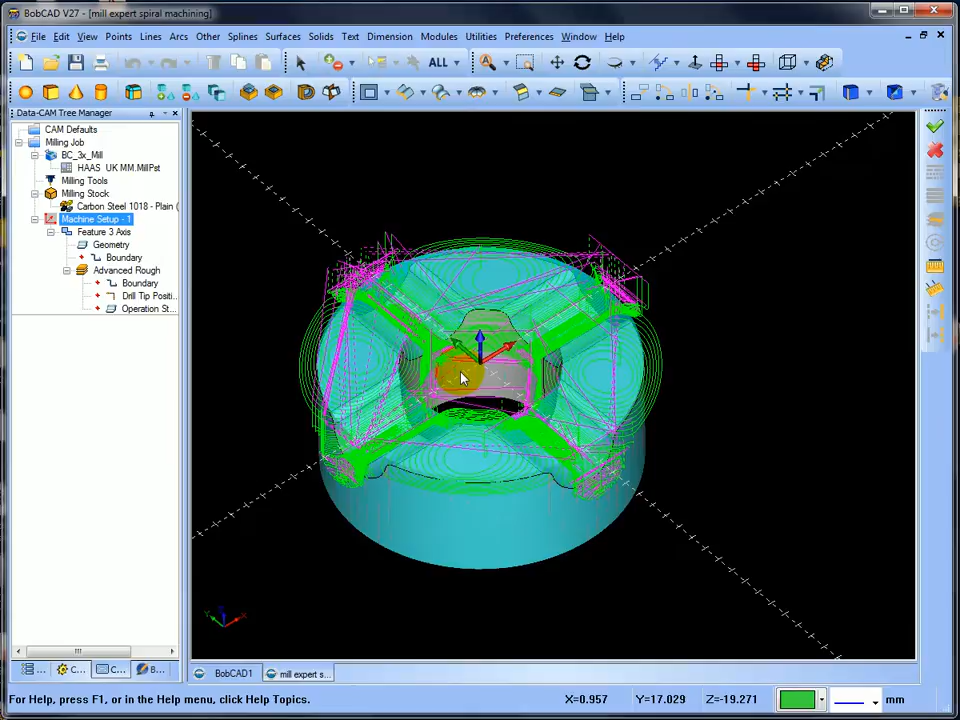 BobCAD V27 - [mill expert spiral machining]
File Edit View Points Lines Arcs Other Splines Surfaces Solids Text Dimension Modules Utilities Preferences Window Help
ALL
Data-CAM Tree Manager
CAM Defaults
Milling Job
BC_3x_Mill
HAAS UK MM.MillPst
Milling Tools
Milling Stock
Carbon Steel 1018 - Plain (
Machine Setup - 1
Feature 3 Axis
Geometry
Boundary
Advanced Rough
Boundary
Drill Tip Positi...
Operation St...
C... C... B...
BobCAD1 mill expert s...
For Help, press F1, or in the Help menu, click Help Topics. X=0.957 Y=17.029 Z=-19.271 mm